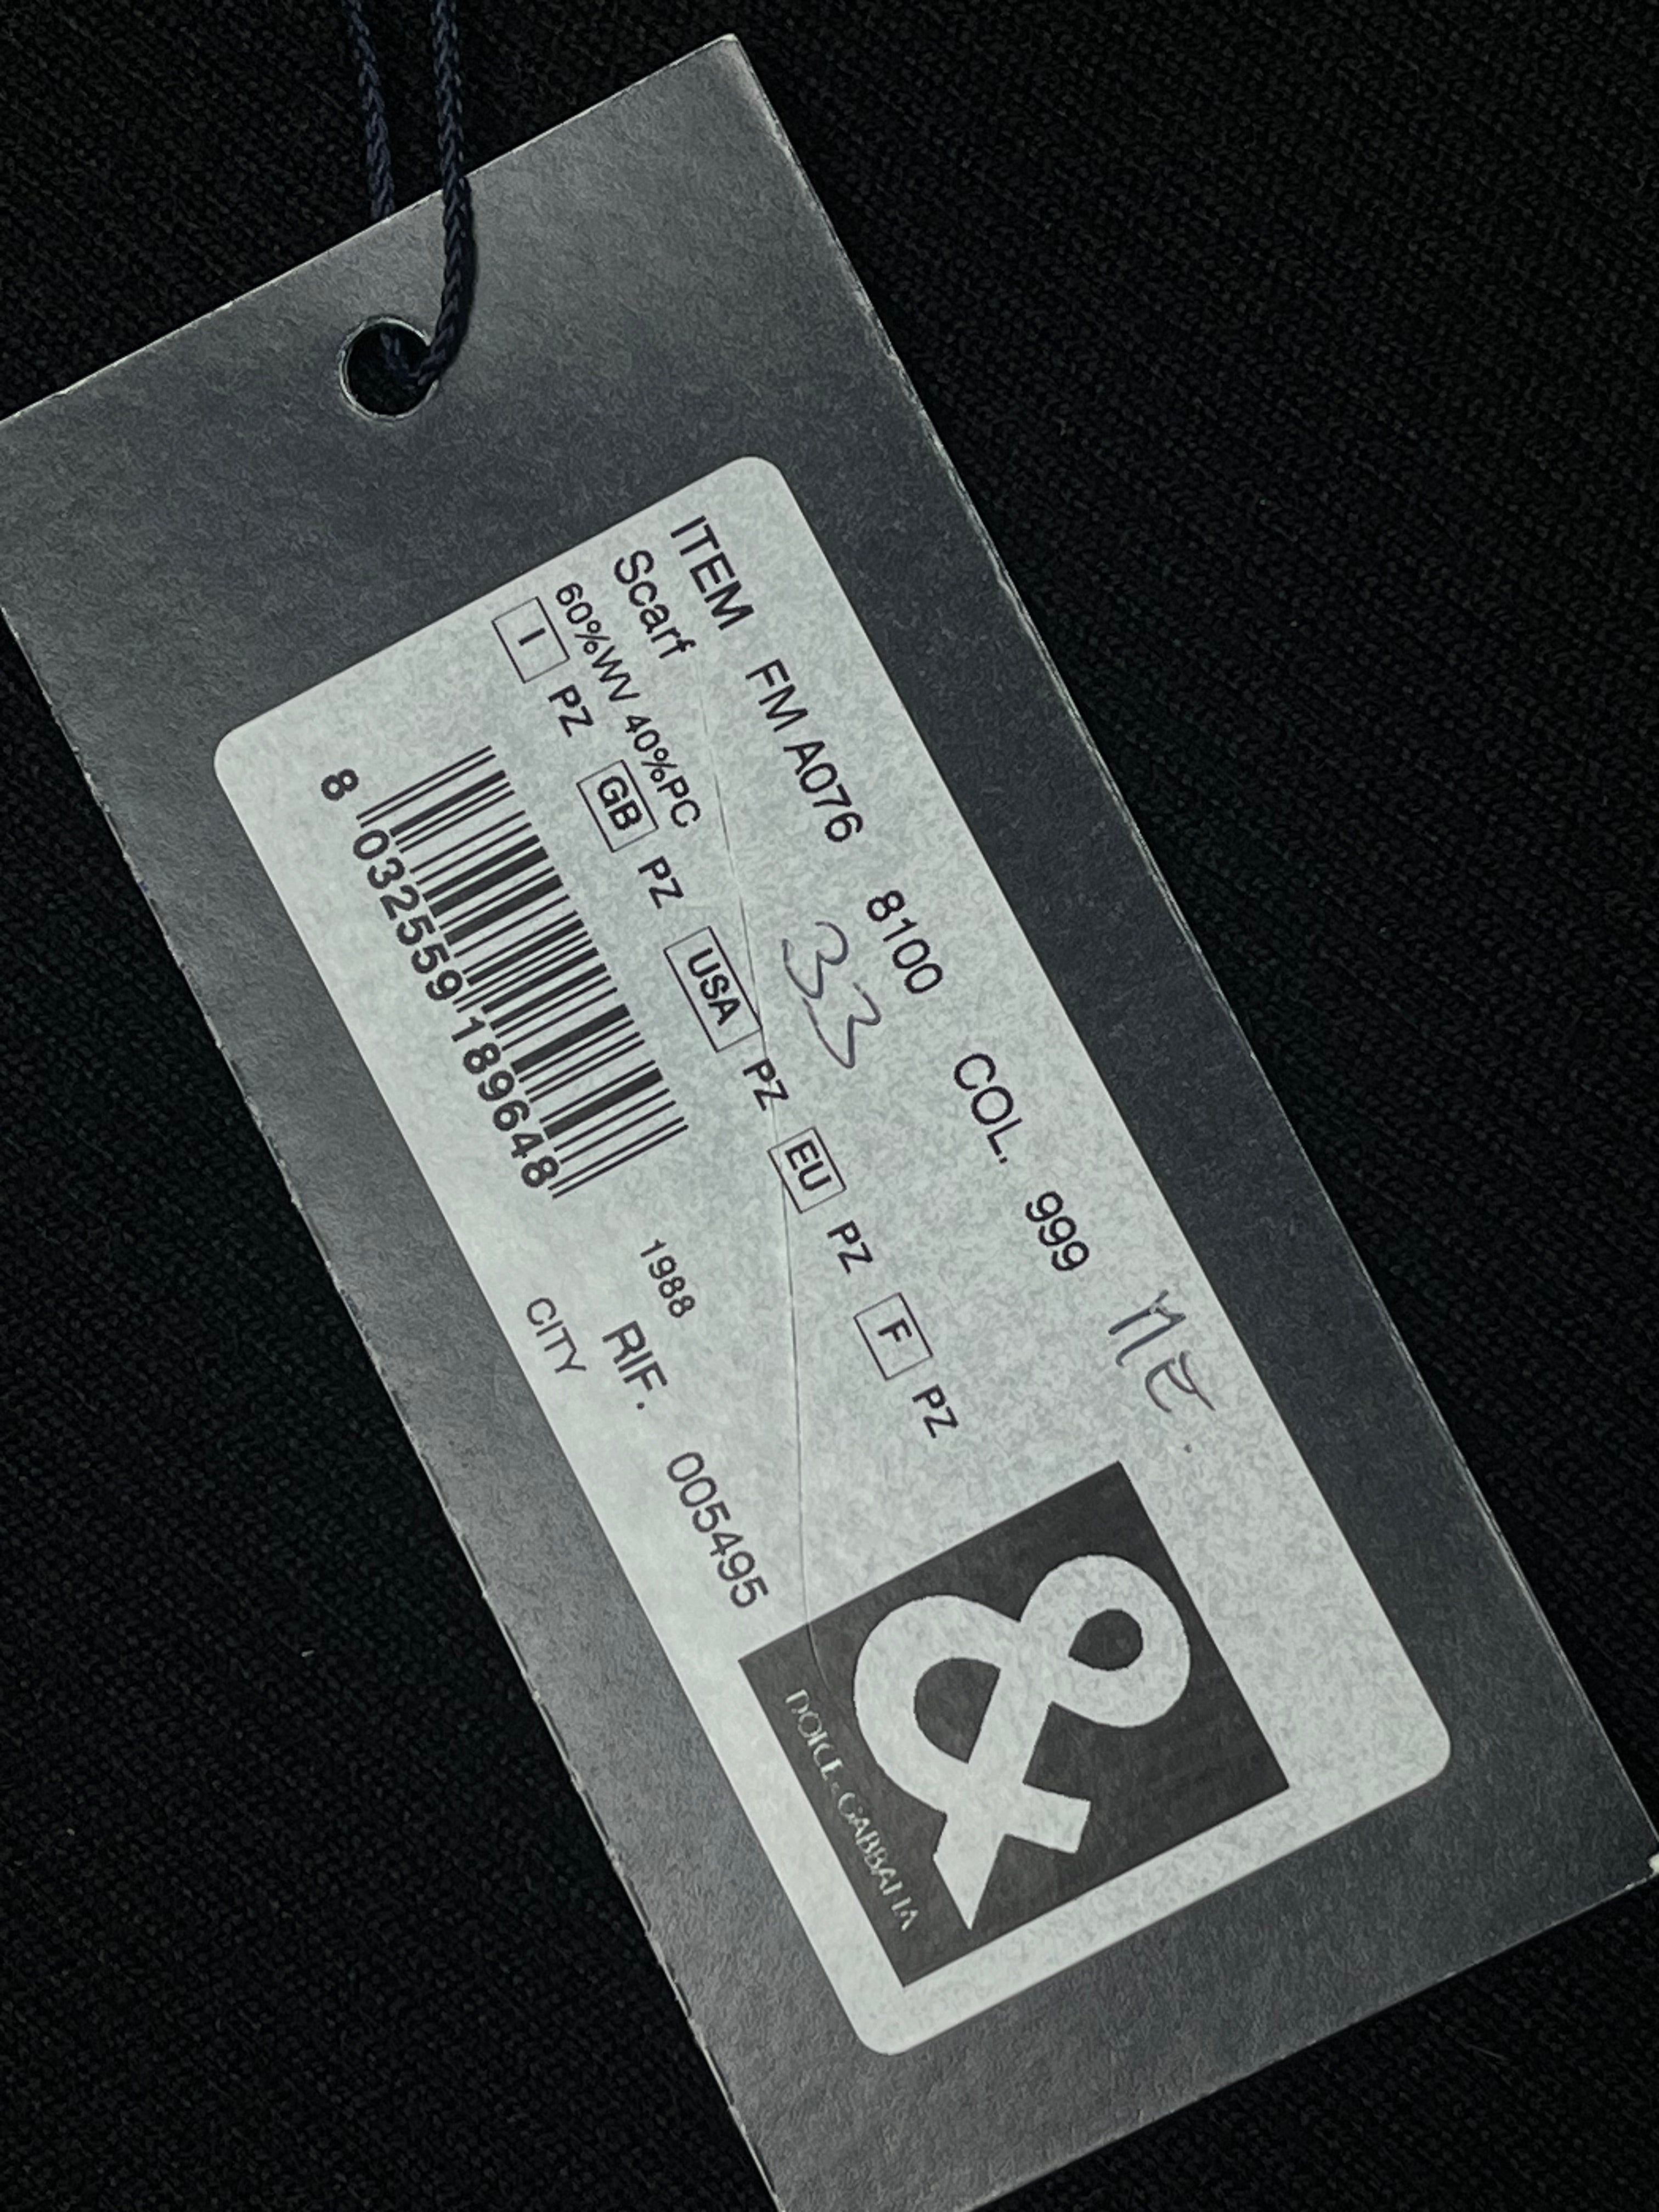 ITEM FM A076 8100 COL. 999 NE.
Scarf 33
60%WV 40%PC
I PZ GB PZ USA PZ EU PZ F PZ
8 032559 189648
1988
RIF. 005495
CITY
&
DOLCE & GABBANA